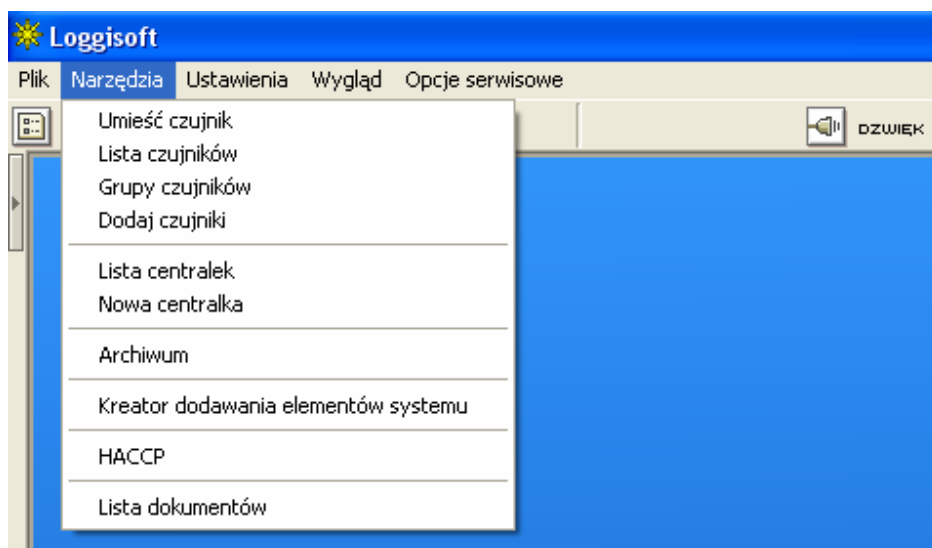 Loggisoft
Plik Narzędzia Ustawienia Wygląd Opcje serwisowe
DZWIĘK
Umieść czujnik
Lista czujników
Grupy czujników
Dodaj czujniki
Lista centralek
Nowa centralka
Archiwum
Kreator dodawania elementów systemu
HACCP
Lista dokumentów